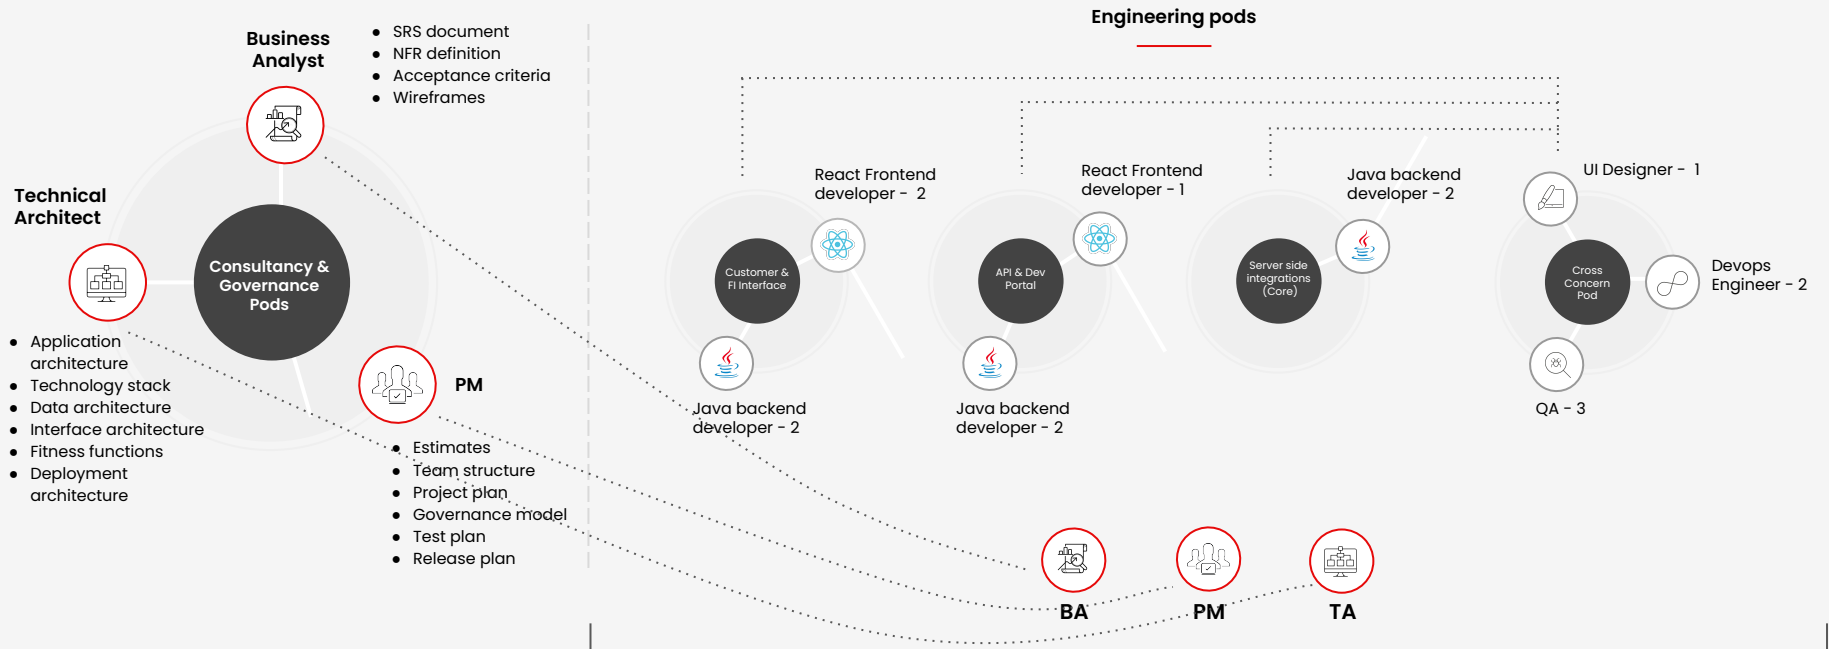 Engineering pods
Business
Analyst
● SRS document
● NFR definition
● Acceptance criteria
● Wireframes
Technical
Architect
Consultancy &
Governance
Pods
● Application
architecture
● Technology stack
● Data architecture
● Interface architecture
● Fitness functions
● Deployment
architecture
PM
● Estimates
● Team structure
● Project plan
● Governance model
● Test plan
● Release plan
React Frontend
developer - 2
Customer &
FI Interface
Java backend
developer - 2
React Frontend
developer - 1
API & Dev
Portal
Java backend
developer - 2
Java backend
developer - 2
Server side
integrations
(Core)
UI Designer - 1
Cross
Concern
Pod
Devops
Engineer - 2
QA - 3
BA
PM
TA